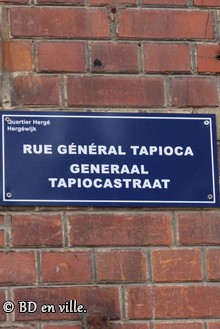 Quartier Hergé
Hergéwijk
RUE GÉNÉRAL TAPIOCA
GENERAAL
TAPIOCASTRAAT
© BD en ville.